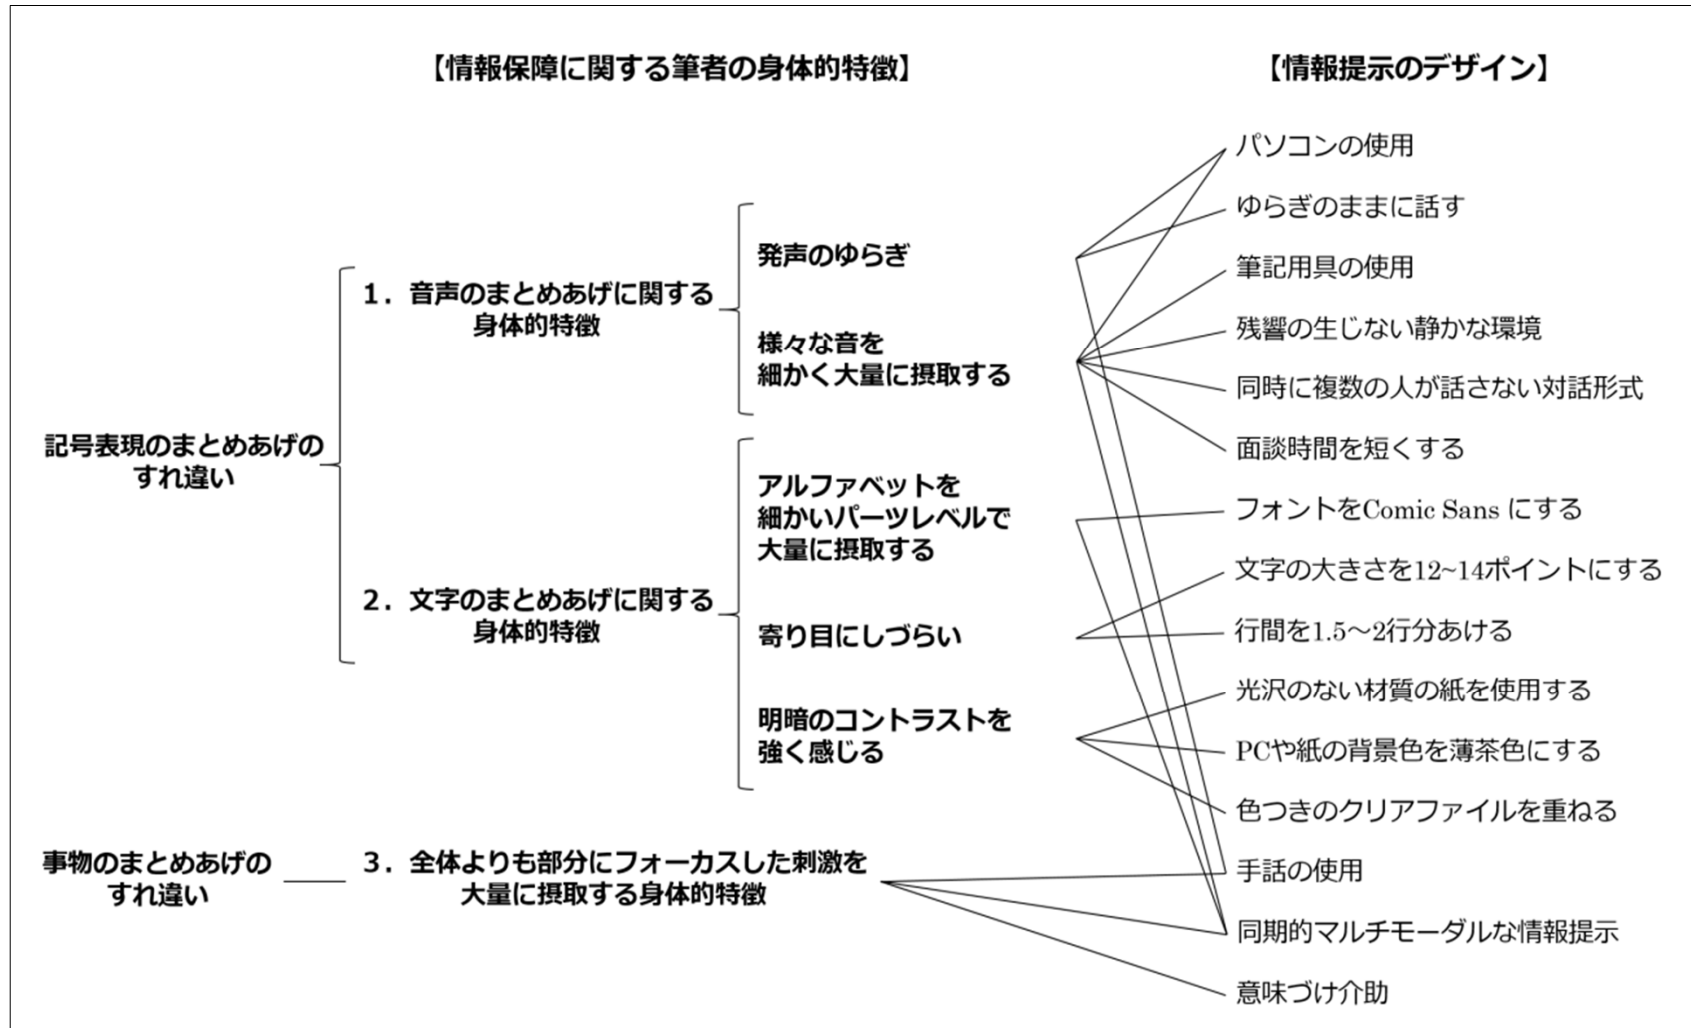 【情報保障に関する筆者の身体的特徴】
【情報提示のデザイン】
記号表現のまとめあげの
すれ違い
1．音声のまとめあげに関する
身体的特徴
発声のゆらぎ
様々な音を
細かく大量に摂取する
2．文字のまとめあげに関する
身体的特徴
アルファベットを
細かいパーツレベルで
大量に摂取する
寄り目にしづらい
明暗のコントラストを
強く感じる
事物のまとめあげの
すれ違い
3．全体よりも部分にフォーカスした刺激を
大量に摂取する身体的特徴
パソコンの使用
ゆらぎのままに話す
筆記用具の使用
残響の生じない静かな環境
同時に複数の人が話さない対話形式
面談時間を短くする
フォントをComic Sans にする
文字の大きさを12~14ポイントにする
行間を1.5～2行分あける
光沢のない材質の紙を使用する
PCや紙の背景色を薄茶色にする
色つきのクリアファイルを重ねる
手話の使用
同期的マルチモーダルな情報提示
意味づけ介助